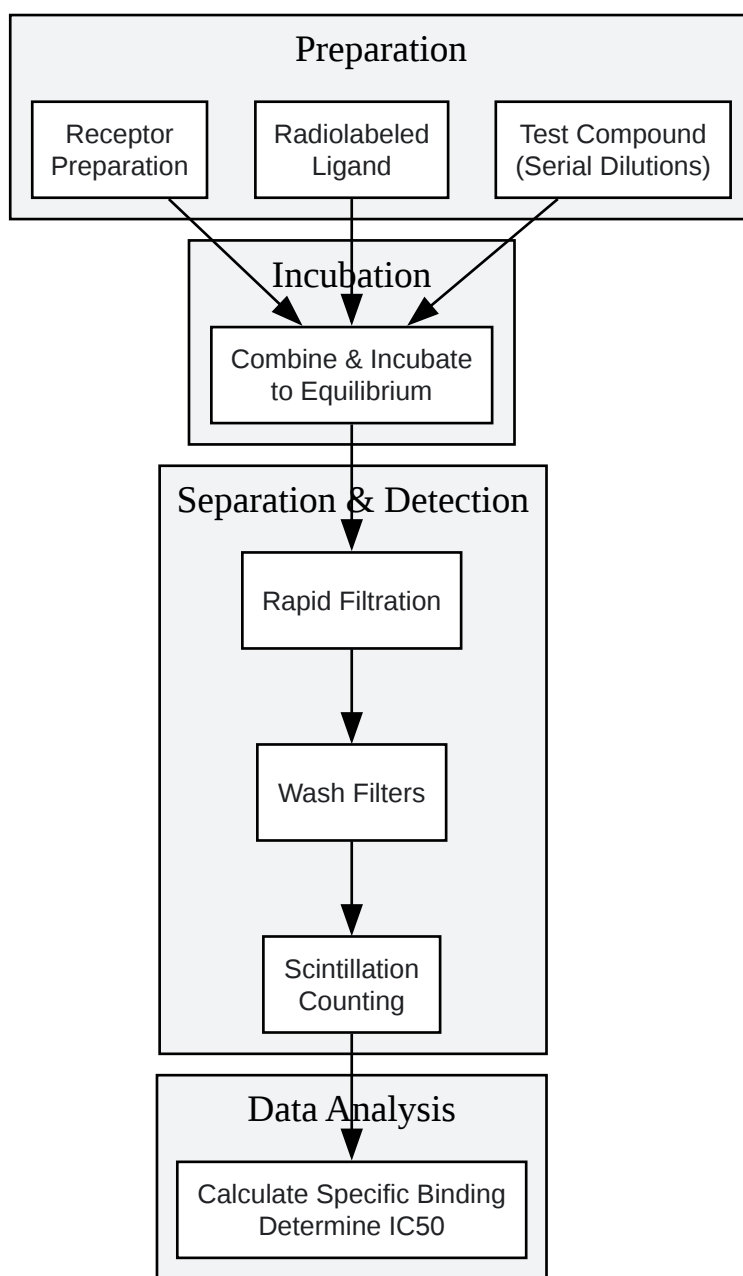 Preparation
Receptor
Preparation
Radiolabeled
Ligand
Test Compound
(Serial Dilutions)
Incubation
Combine & Incubate
to Equilibrium
Separation & Detection
Rapid Filtration
Wash Filters
Scintillation
Counting
Data Analysis
Calculate Specific Binding
Determine IC50